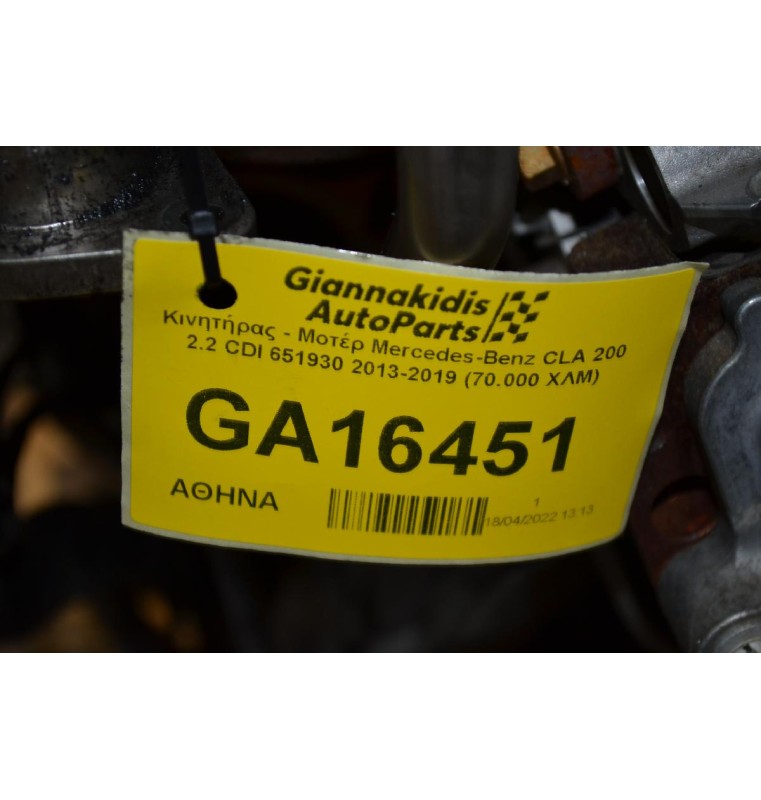 Giannakidis
AutoParts
Κινητήρας - Μοτέρ Mercedes-Benz CLA 200
2.2 CDI 651930 2013-2019 (70.000 ΧΛΜ)
GA16451
ΑΘΗΝΑ
1
18/04/2022 13:13